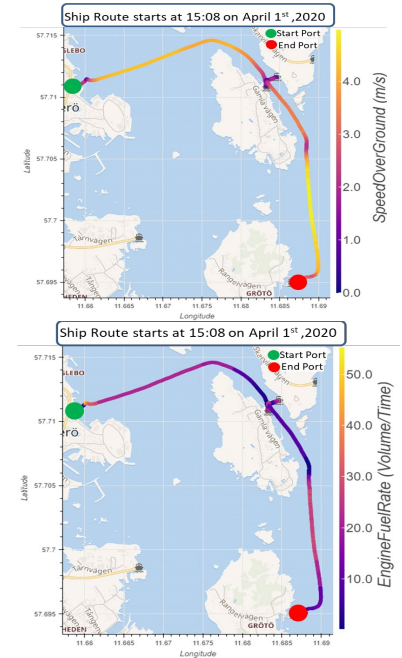 Ship Route starts at 15:08 on April 1st ,2020
Start Port
End Port
57.715
57.71
57.705
57.7
57.695
Latitude
SLEBO
erö
Gamla vägen
Tärnvägen
Tången
HEDEN
Rangelvägen
GRÖTÖ
11.66
11.665
11.67
11.675
11.68
11.685
11.69
Longitude
4.0
3.0
2.0
1.0
0.0
SpeedOverGround (m/s)
Ship Route starts at 15:08 on April 1st ,2020
Start Port
End Port
57.715
57.71
57.705
57.7
57.695
Latitude
SLEBO
rö
Gamla vägen
Tärnvägen
Tången
HEDEN
Rangelvägen
GRÖTÖ
11.66
11.665
11.67
11.675
11.68
11.685
11.69
Longitude
50.0
40.0
30.0
20.0
10.0
EngineFuelRate (Volume/Time)